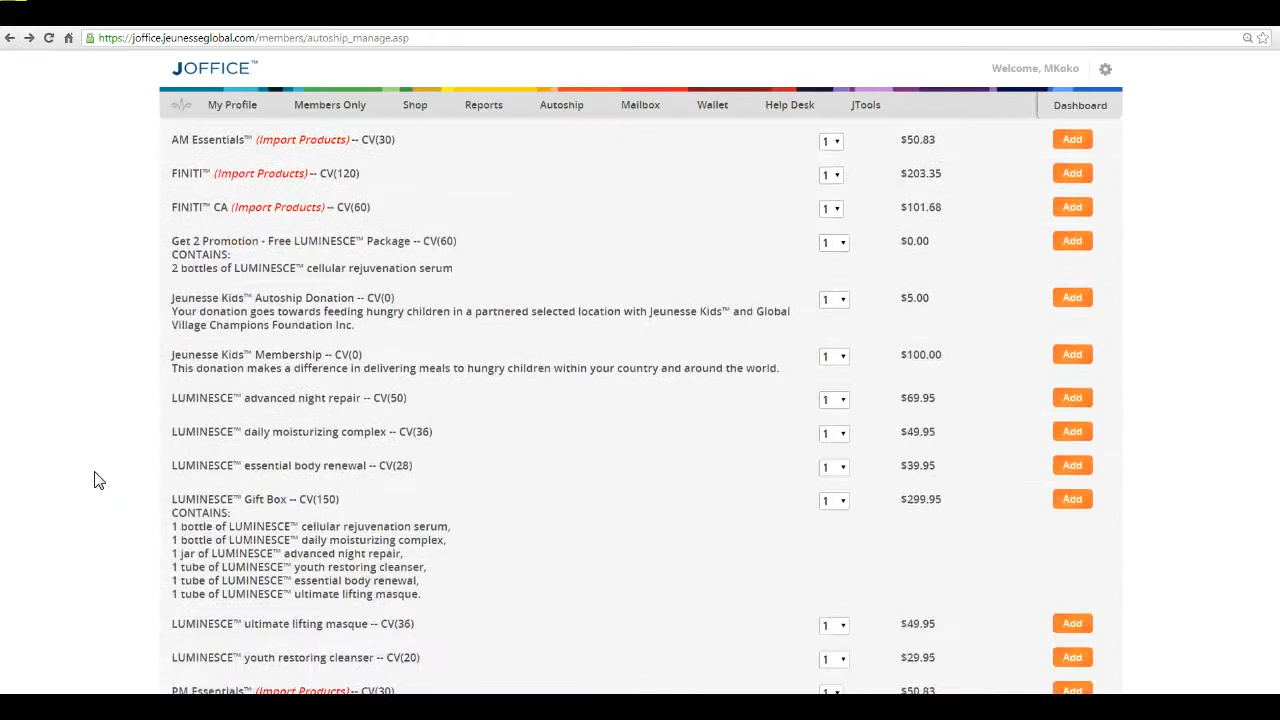 https://joffice.jeunesseglobal.com/members/autoship_manage.asp
JOFFICE™ Welcome, MKoko
My Profile Members Only Shop Reports Autoship Mailbox Wallet Help Desk JTools Dashboard
AM Essentials™ (Import Products) -- CV(30) 1 $50.83 Add
FINITI™ (Import Products) -- CV(120) 1 $203.35 Add
FINITI™ CA (Import Products) -- CV(60) 1 $101.68 Add
Get 2 Promotion - Free LUMINESCE™ Package -- CV(60) 1 $0.00 Add
CONTAINS:
2 bottles of LUMINESCE™ cellular rejuvenation serum
Jeunesse Kids™ Autoship Donation -- CV(0) 1 $5.00 Add
Your donation goes towards feeding hungry children in a partnered selected location with Jeunesse Kids™ and Global
Village Champions Foundation Inc.
Jeunesse Kids™ Membership -- CV(0) 1 $100.00 Add
This donation makes a difference in delivering meals to hungry children within your country and around the world.
LUMINESCE™ advanced night repair -- CV(50) 1 $69.95 Add
LUMINESCE™ daily moisturizing complex -- CV(36) 1 $49.95 Add
LUMINESCE™ essential body renewal -- CV(28) 1 $39.95 Add
LUMINESCE™ Gift Box -- CV(150) 1 $299.95 Add
CONTAINS:
1 bottle of LUMINESCE™ cellular rejuvenation serum,
1 bottle of LUMINESCE™ daily moisturizing complex,
1 jar of LUMINESCE™ advanced night repair,
1 tube of LUMINESCE™ youth restoring cleanser,
1 tube of LUMINESCE™ essential body renewal,
1 tube of LUMINESCE™ ultimate lifting masque.
LUMINESCE™ ultimate lifting masque -- CV(36) 1 $49.95 Add
LUMINESCE™ youth restoring cleanser -- CV(20) 1 $29.95 Add
PM Essentials™ (Import Products) -- CV(30) 1 $50.83 Add